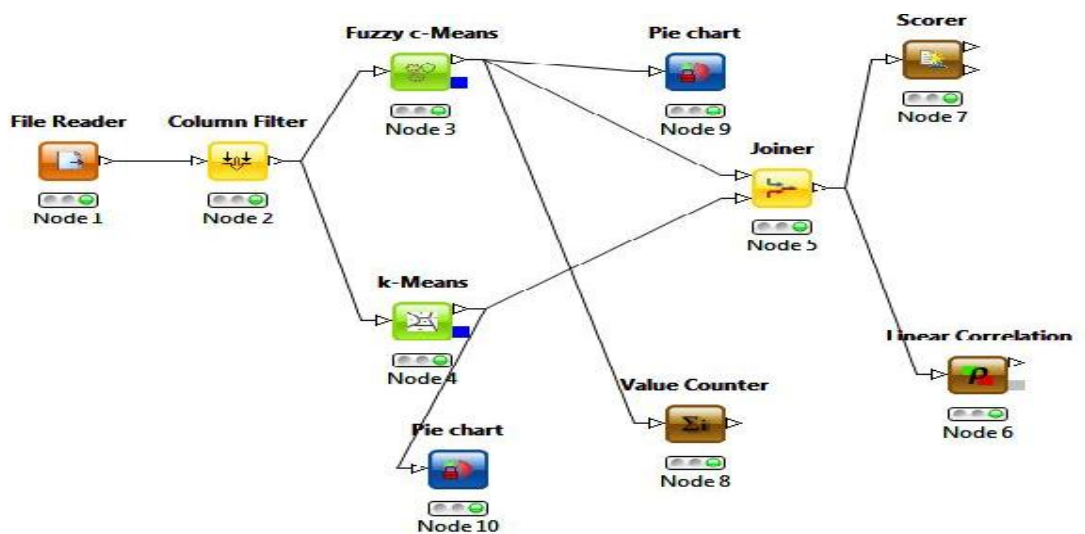 Fuzzy c-Means
Node 3
Pie chart
Node 9
Scorer
Node 7
File Reader
Node 1
Column Filter
Node 2
Joiner
Node 5
k-Means
Node 4
Linear Correlation
ρ
Node 6
Value Counter
Σi
Node 8
Pie chart
Node 10